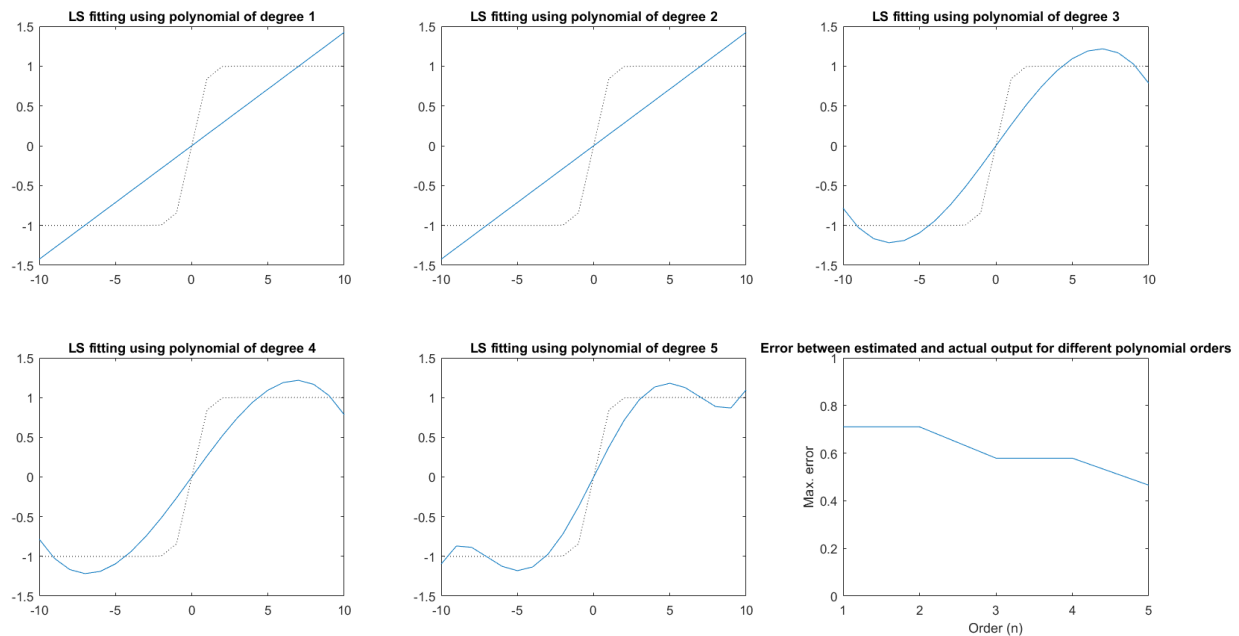 LS fitting using polynomial of degree 1
1.5
1
0.5
0
-0.5
-1
-1.5
-10 -5 0 5 10
LS fitting using polynomial of degree 2
1.5
1
0.5
0
-0.5
-1
-1.5
-10 -5 0 5 10
LS fitting using polynomial of degree 3
1.5
1
0.5
0
-0.5
-1
-1.5
-10 -5 0 5 10
LS fitting using polynomial of degree 4
1.5
1
0.5
0
-0.5
-1
-1.5
-10 -5 0 5 10
LS fitting using polynomial of degree 5
1.5
1
0.5
0
-0.5
-1
-1.5
-10 -5 0 5 10
Error between estimated and actual output for different polynomial orders
1
0.8
0.6
0.4
0.2
0
Max. error
1 2 3 4 5
Order (n)